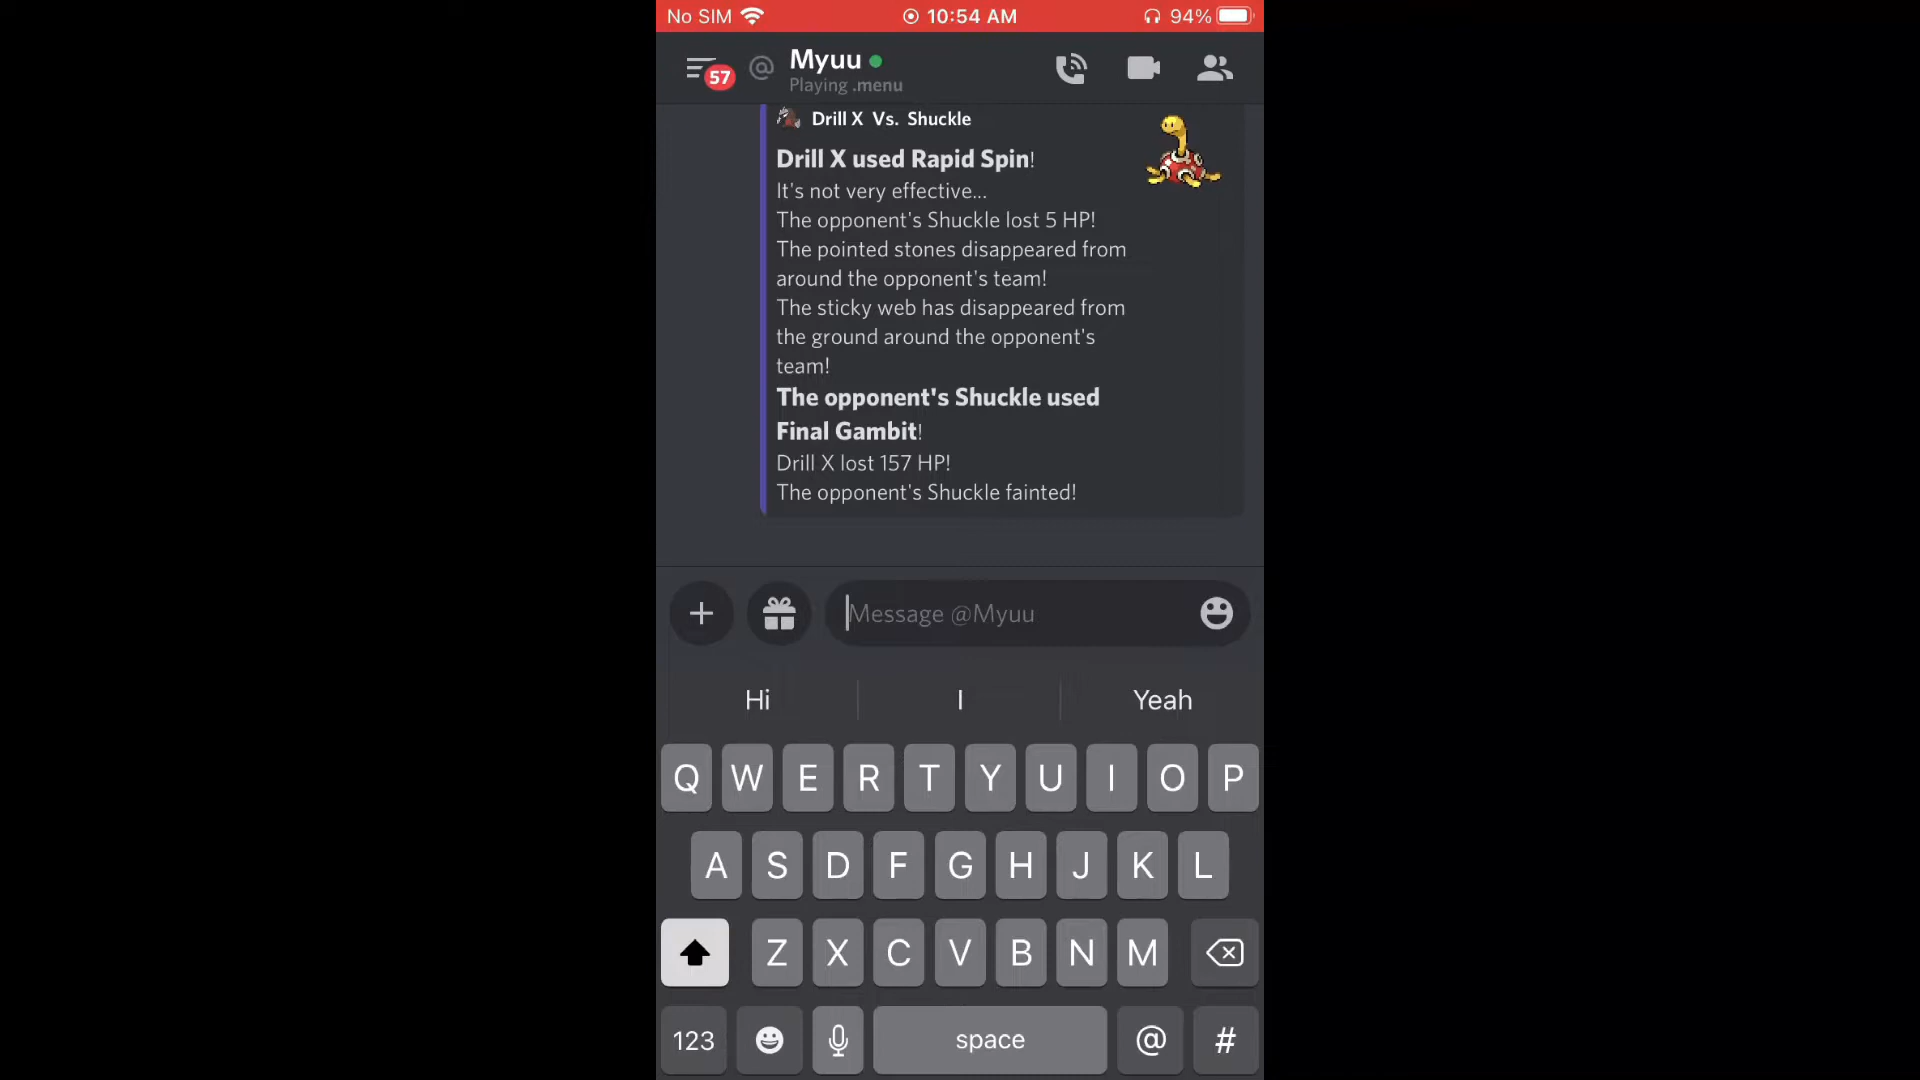 No SIM 10:54 AM 94%
57 @ Myuu
Playing .menu
Drill X Vs. Shuckle
Drill X used Rapid Spin!
It's not very effective...
The opponent's Shuckle lost 5 HP!
The pointed stones disappeared from
around the opponent's team!
The sticky web has disappeared from
the ground around the opponent's
team!
The opponent's Shuckle used
Final Gambit!
Drill X lost 157 HP!
The opponent's Shuckle fainted!
Message @Myuu
Hi I Yeah
Q W E R T Y U I O P
A S D F G H J K L
Z X C V B N M
123 space @ #